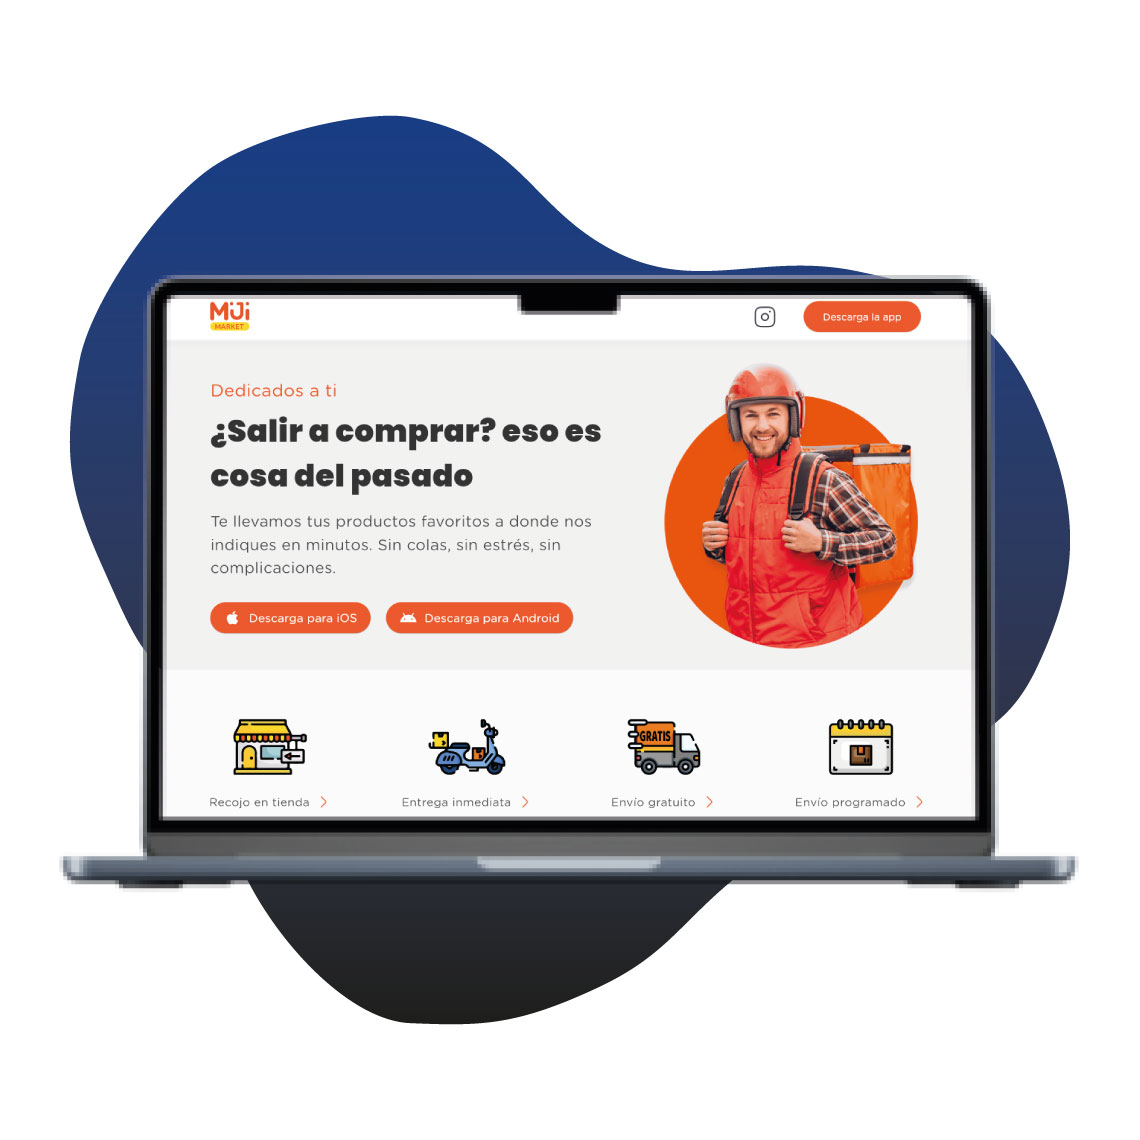 MiJi
MARKET
Descarga la app
Dedicados a ti
¿Salir a comprar? eso es
cosa del pasado
Te llevamos tus productos favoritos a donde nos
indiques en minutos. Sin colas, sin estrés, sin
complicaciones.
Descarga para iOS
Descarga para Android
GRATIS
Recojo en tienda
Entrega inmediata
Envío gratuito
Envío programado